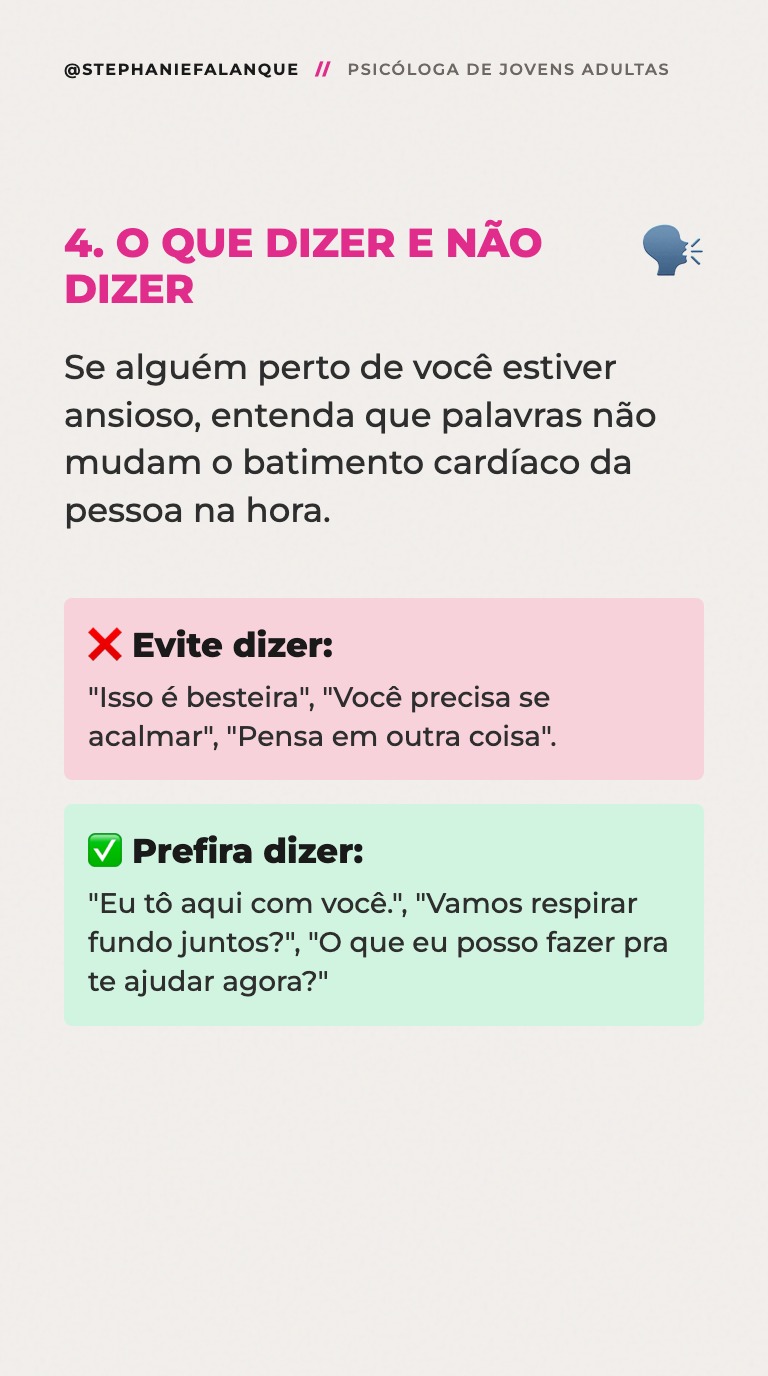 @STEPHANIEFALANQUE // PSICÓLOGA DE JOVENS ADULTAS
4. O QUE DIZER E NÃO
DIZER
Se alguém perto de você estiver
ansioso, entenda que palavras não
mudam o batimento cardíaco da
pessoa na hora.
Evite dizer:
"Isso é besteira", "Você precisa se
acalmar", "Pensa em outra coisa".
Prefira dizer:
"Eu tô aqui com você.", "Vamos respirar
fundo juntos?", "O que eu posso fazer pra
te ajudar agora?"